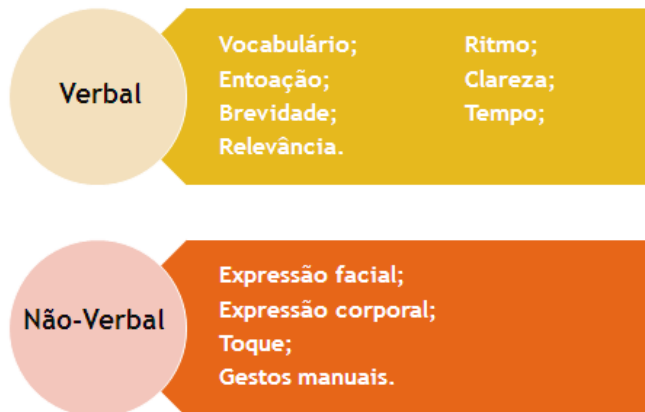 Verbal
Vocabulário;
Entoação;
Brevidade;
Relevância.
Ritmo;
Clareza;
Tempo;
Não-Verbal
Expressão facial;
Expressão corporal;
Toque;
Gestos manuais.